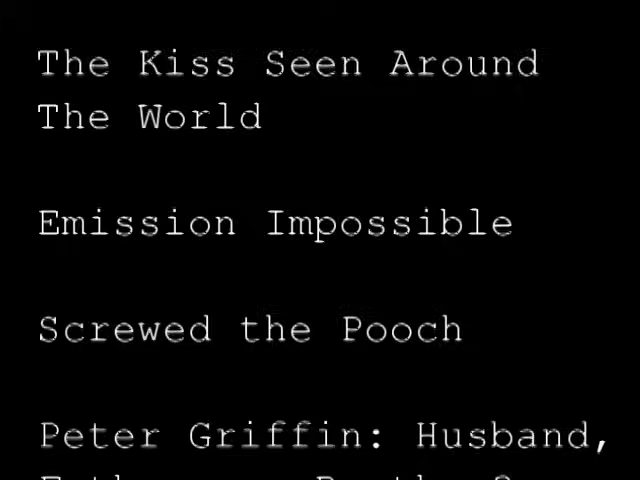 The Kiss Seen Around
The World
Emission Impossible
Screwed the Pooch
Peter Griffin: Husband,